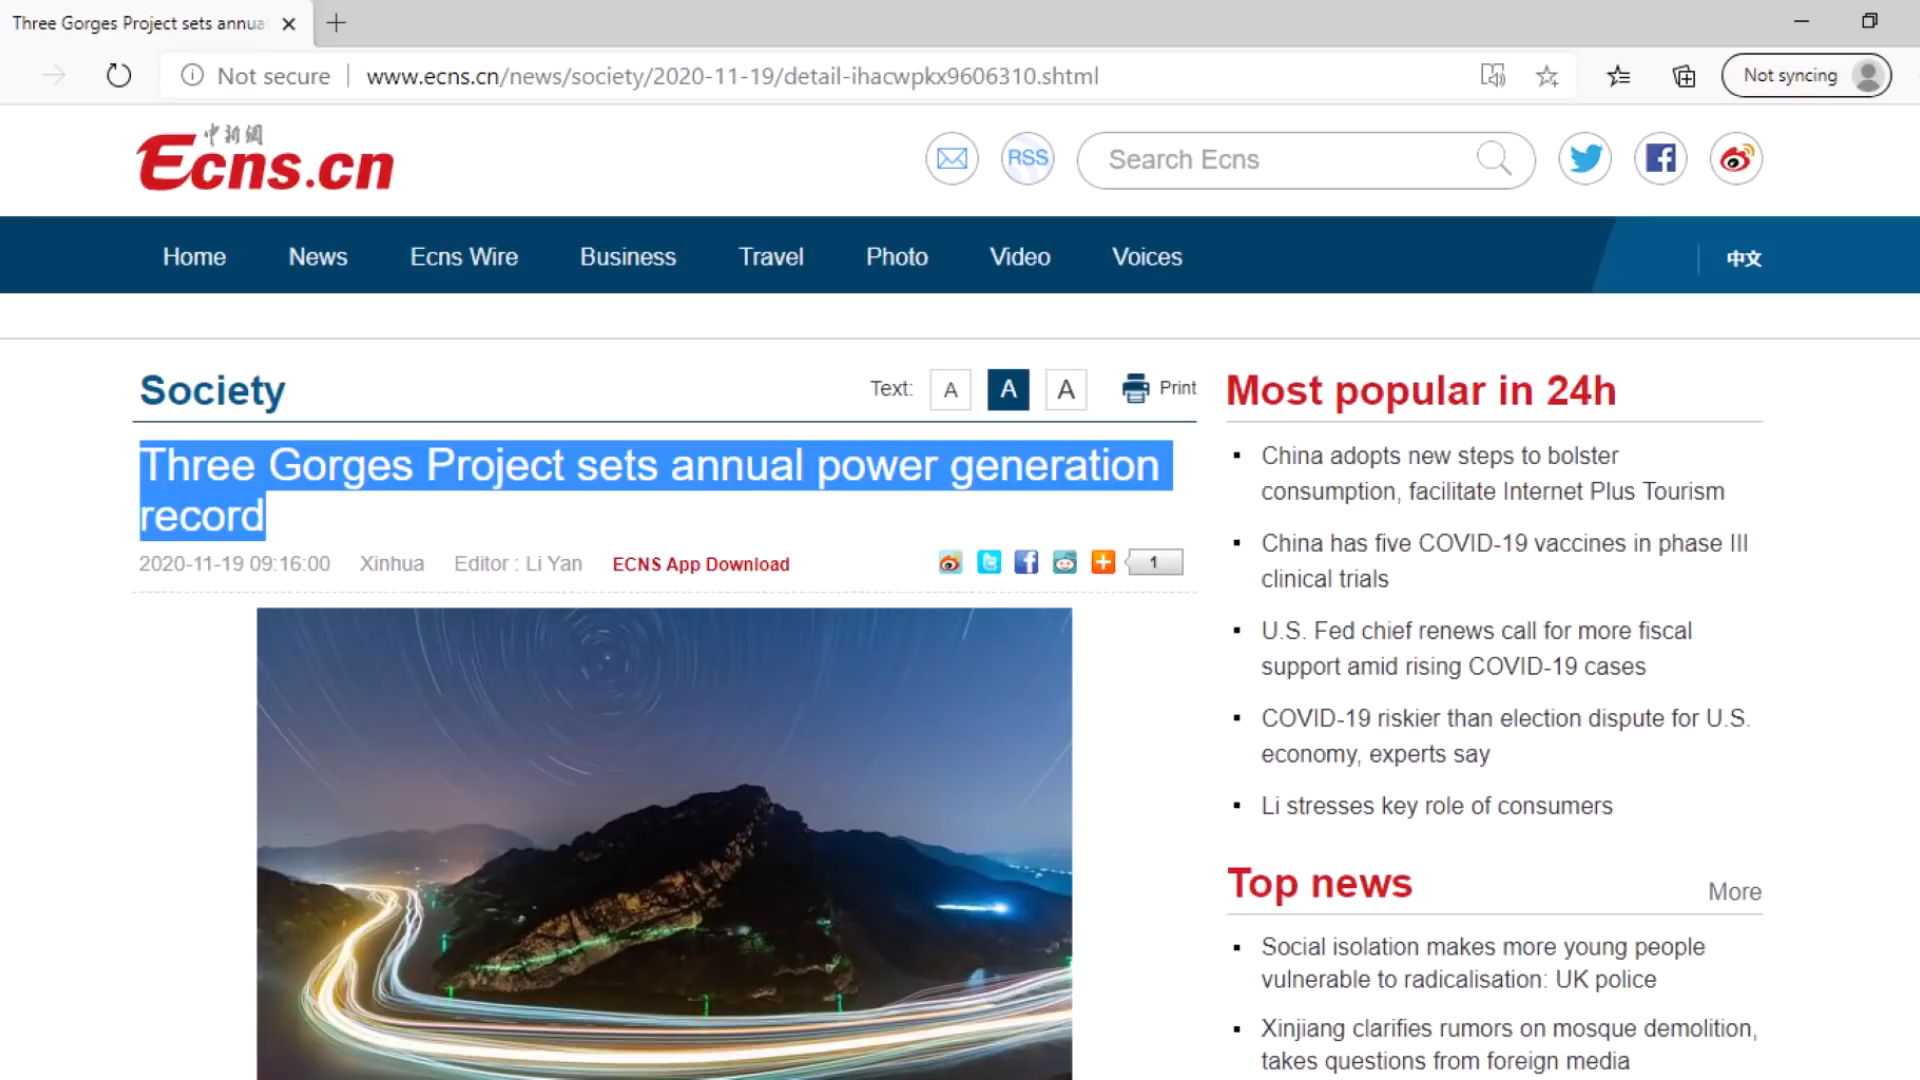 Three Gorges Project sets annua
Not secure
www.ecns.cn/news/society/2020-11-19/detail-ihacwpkx9606310.shtml
Not syncing
中新網
Ecns.cn
RSS
Search Ecns
Home News Ecns Wire Business Travel Photo Video Voices 中文
Society
Text: A A A Print
Three Gorges Project sets annual power generation
record
2020-11-19 09:16:00 Xinhua Editor : Li Yan ECNS App Download
1
Most popular in 24h
China adopts new steps to bolster
consumption, facilitate Internet Plus Tourism
China has five COVID-19 vaccines in phase III
clinical trials
U.S. Fed chief renews call for more fiscal
support amid rising COVID-19 cases
COVID-19 riskier than election dispute for U.S.
economy, experts say
Li stresses key role of consumers
Top news More
Social isolation makes more young people
vulnerable to radicalisation: UK police
Xinjiang clarifies rumors on mosque demolition,
takes questions from foreign media